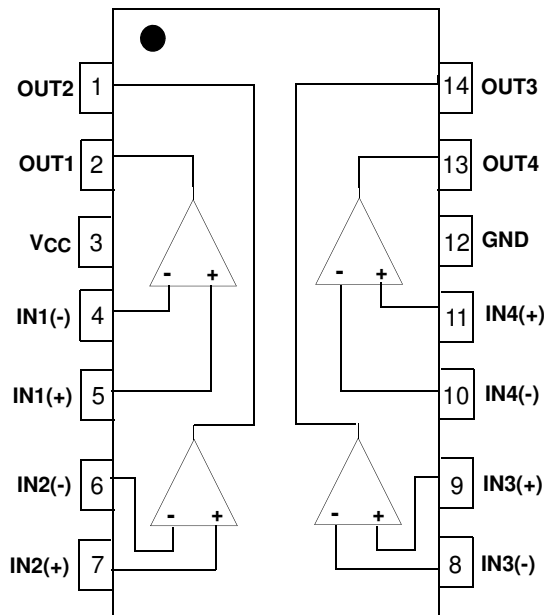 OUT2 1
14 OUT3
OUT1 2
13 OUT4
VCC 3
12 GND
- +
- +
IN1(-) 4
11 IN4(+)
IN1(+) 5
10 IN4(-)
IN2(-) 6
9 IN3(+)
- +
- +
IN2(+) 7
8 IN3(-)